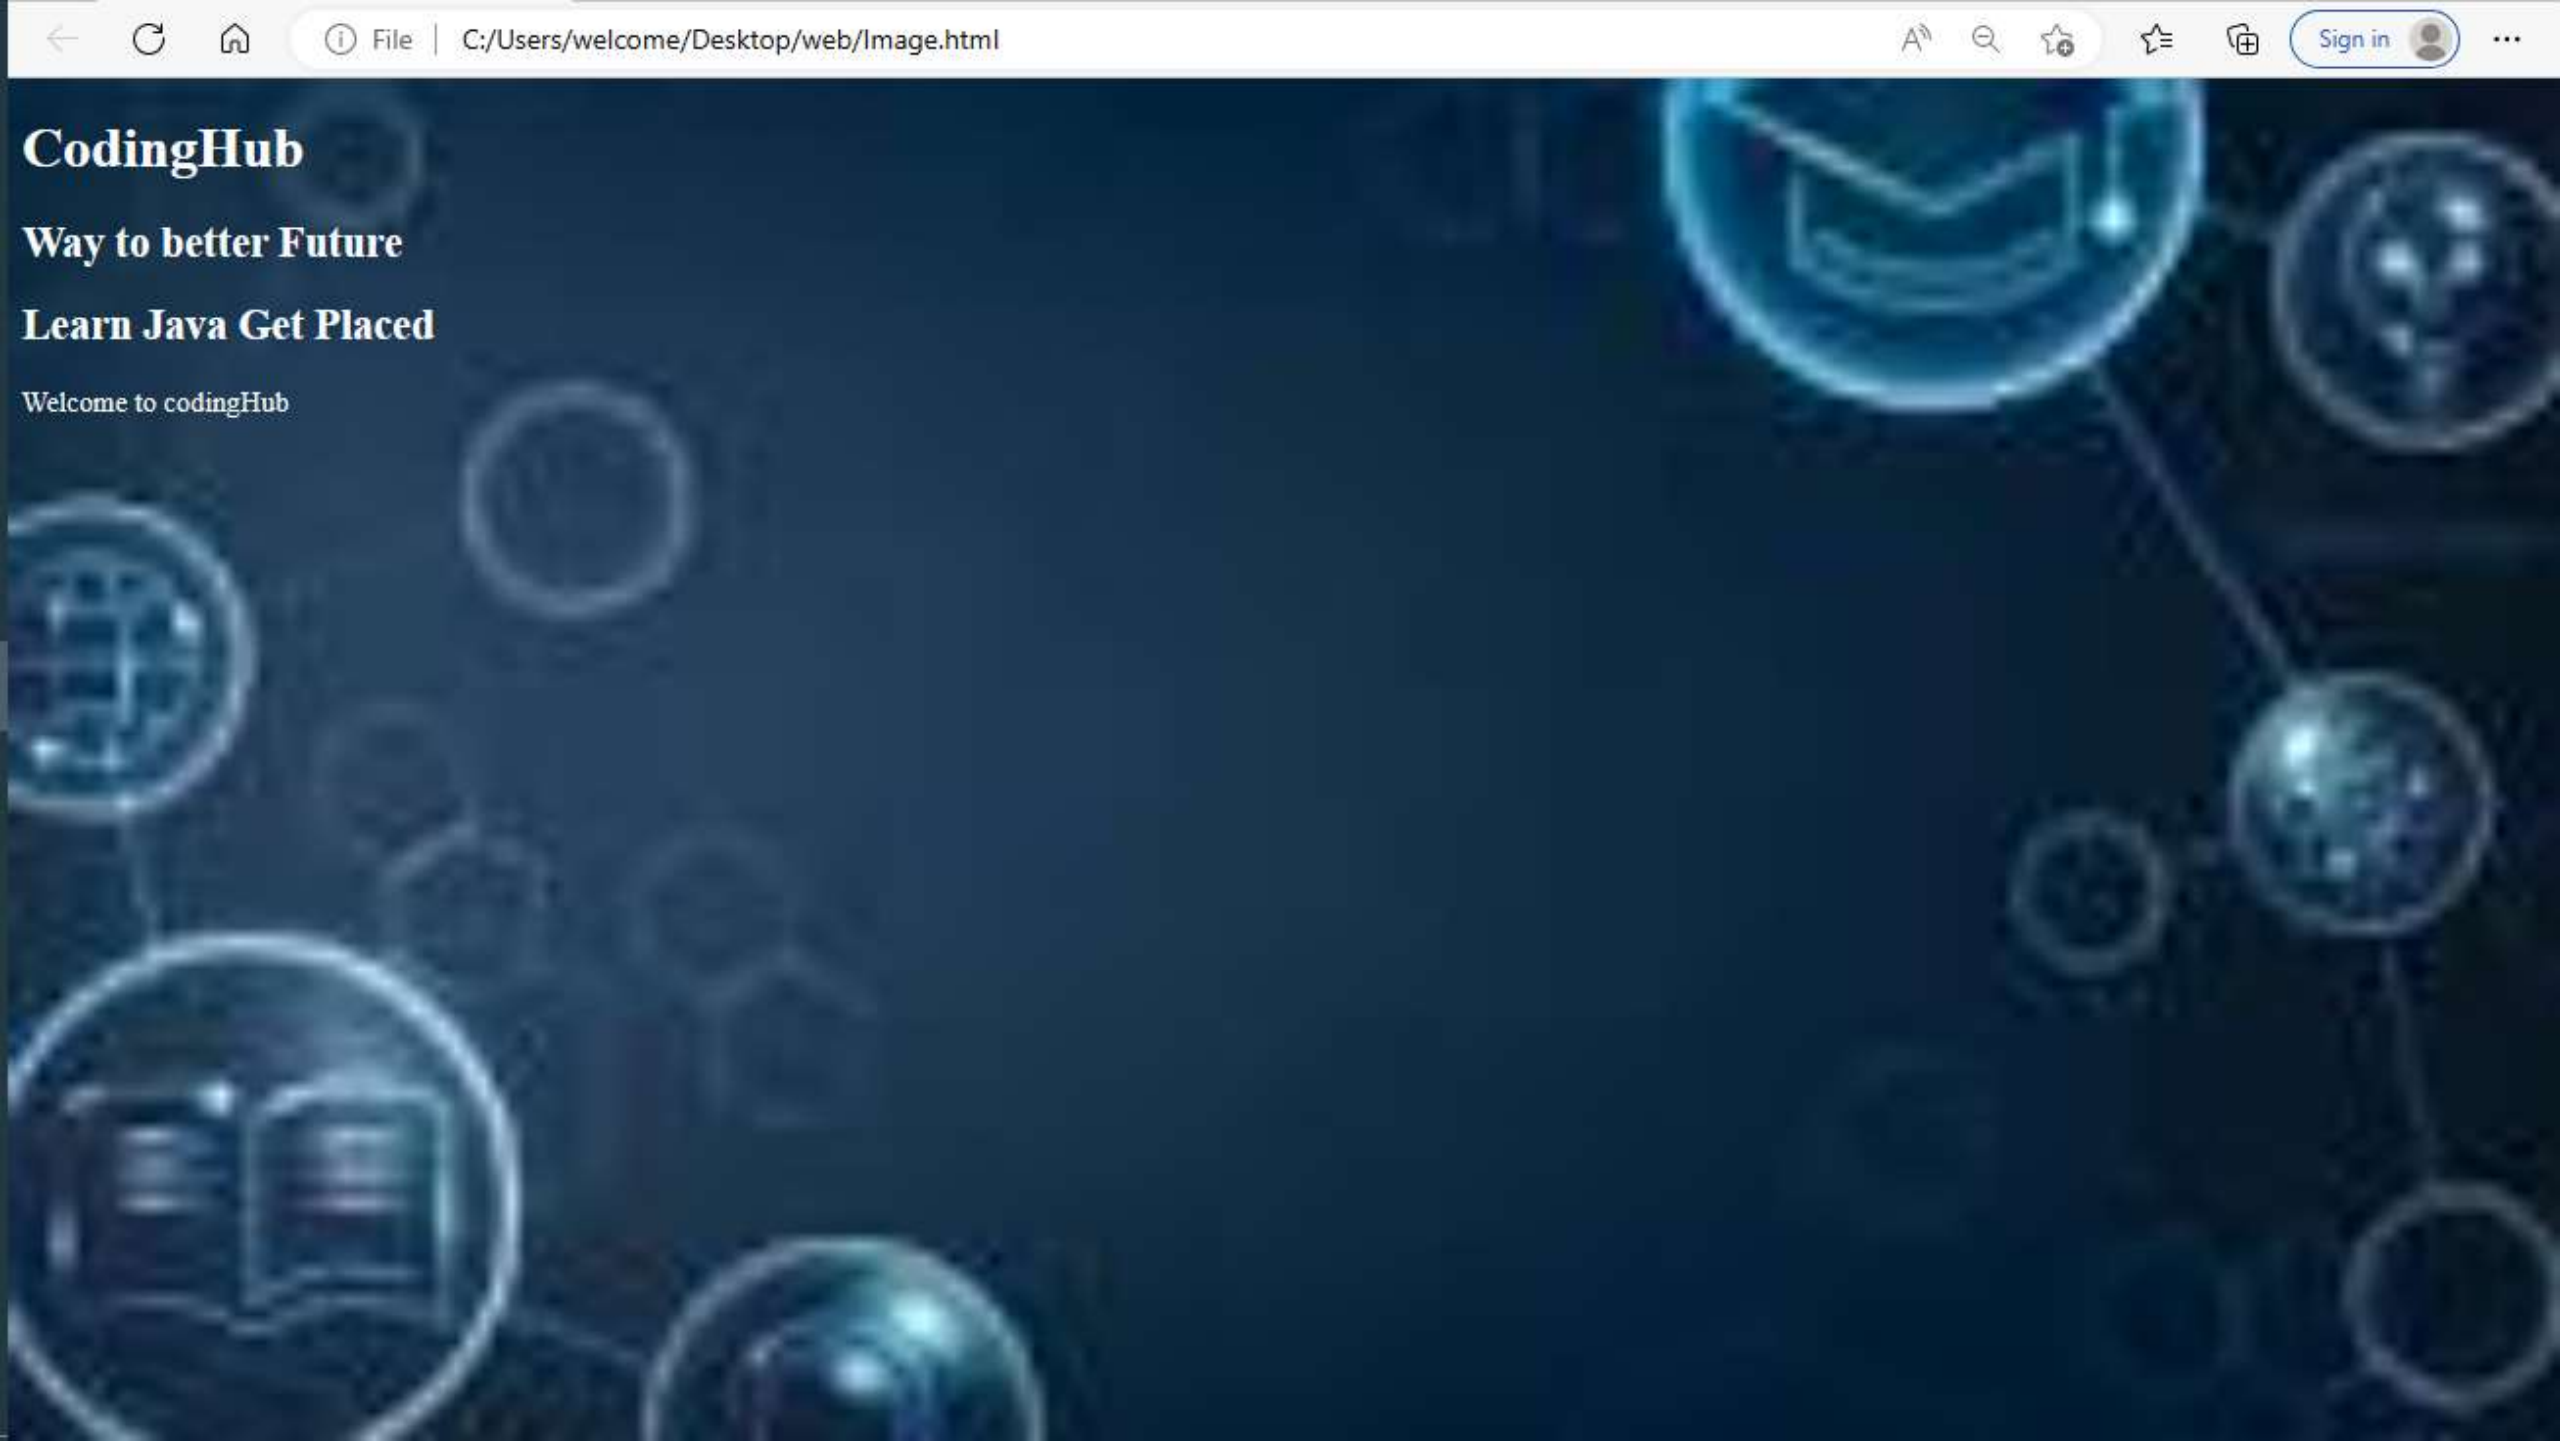 File C:/Users/welcome/Desktop/web/Image.html Sign in
CodingHub
Way to better Future
Learn Java Get Placed
Welcome to codingHub